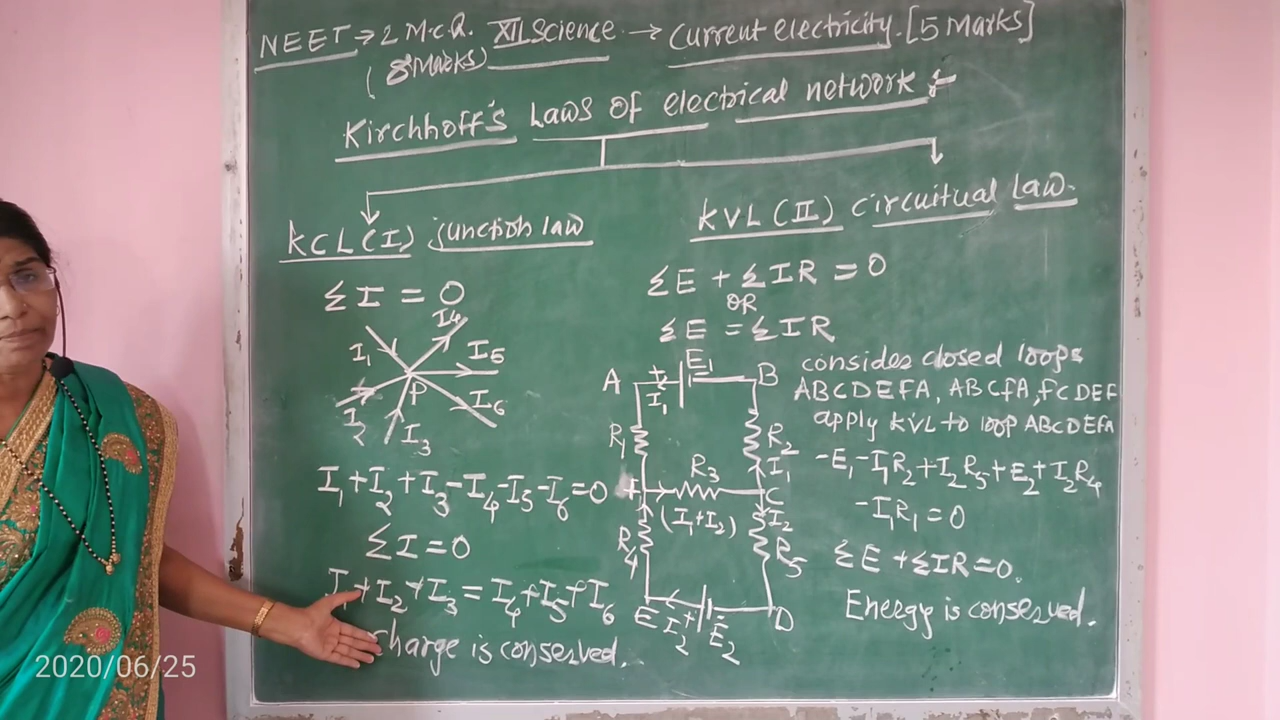 NEET → 2 M.C.Q. XII Science → Current electricity. [5 Marks]
(8 Marks)
Kirchhoff's Laws of electrical network :-
KCL (I) junction law
ΣI = 0
I4
I1
I5
P
I2
I6
I3
I1+I2+I3-I4-I5-I6=0
ΣI=0
I1+I2+I3=I4+I5+I6
charge is conserved.
KVL (II) circuitual Law.
ΣE + ΣIR = 0
OR
ΣE = ΣIR
A + E1 B
I1
R1 R2
R3 I1
C
(I1+I2) I2
R4 R5
E I2 + - E2 D
consider closed loops
ABCDEFA, ABCFA, FCDEF
apply KVL to loop ABCDEFA
-E1-I1R2+I2R5+E2+I2R4
-I1R1=0
ΣE+ΣIR=0.
Energy is conserved.
2020/06/25